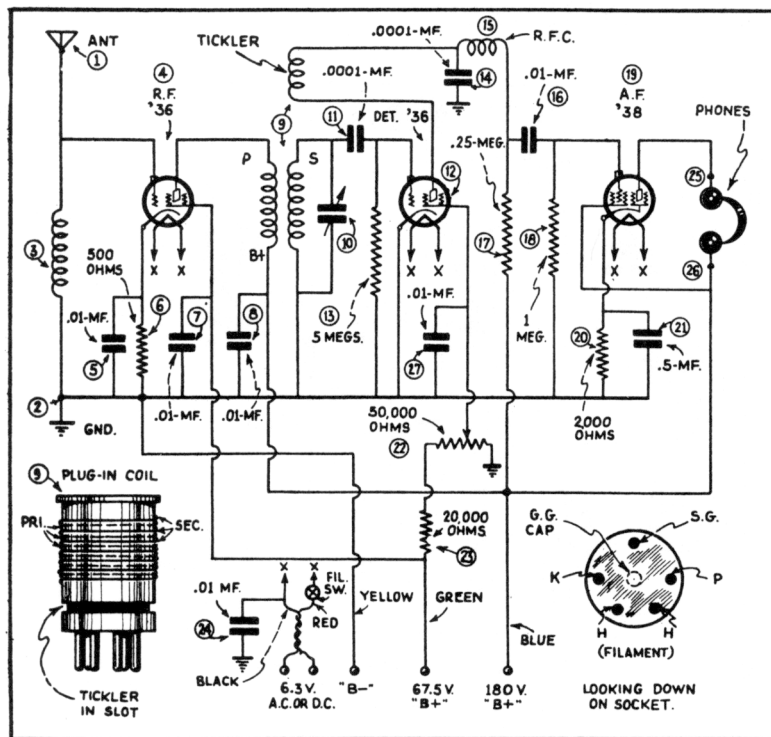 ANT
1
TICKLER
.0001-MF.
15
R.F.C.
4
R.F.
'36
.0001-MF.
14
.01-MF.
16
19
A.F.
'38
PHONES
9
11
DET. '36
P
S
.25-MEG.
12
25
3
10
17
18
26
B+
500
OHMS
6
7
8
13
5 MEGS.
.01-MF.
27
1
MEG.
20
21
.5-MF.
.01-MF.
5
2
GND.
.01-MF.
.01-MF.
50,000
OHMS
22
2,000
OHMS
X X
X X
X X
9 PLUG-IN COIL
PRI.
SEC.
TICKLER
IN SLOT
20,000
OHMS
23
G.G.
CAP
S.G.
K
P
H
H
(FILAMENT)
LOOKING DOWN
ON SOCKET.
.01 MF.
24
X X
FIL.
SW.
RED
BLACK
YELLOW
GREEN
BLUE
6.3 V.
A.C. OR D.C.
"B-"
67.5 V.
"B+"
180 V.
"B+"